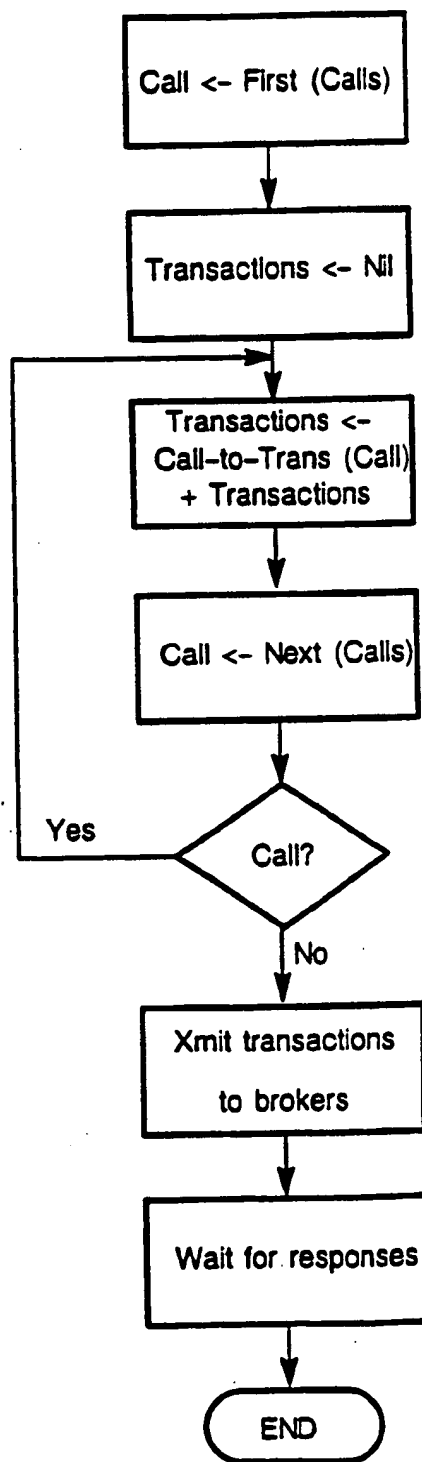 Call <- First (Calls)
Transactions <- Nil
Transactions <-
Call-to-Trans (Call)
+ Transactions
Call <- Next (Calls)
Call?
Yes
No
Xmit transactions
to brokers
Wait for responses
END